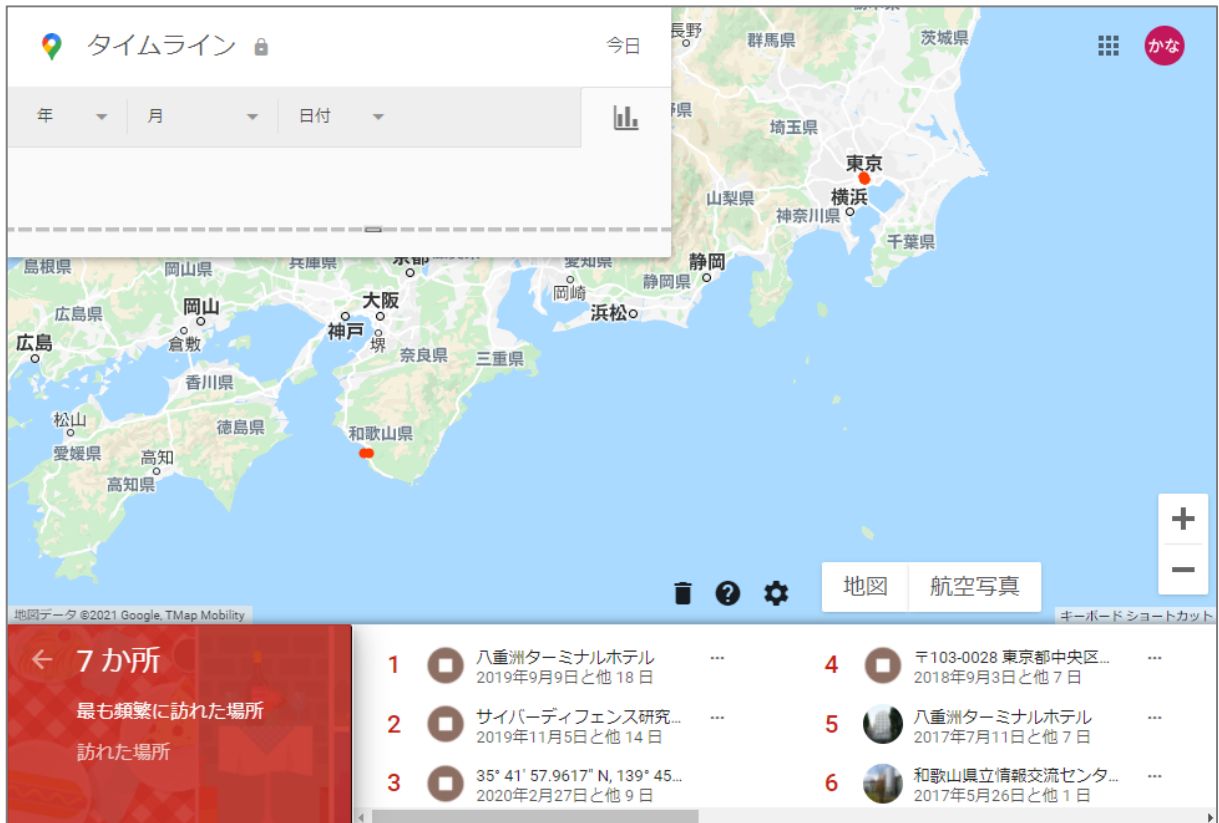 タイムライン
今日
年
月
日付
長野
群馬県
茨城県
かな
埼玉県
東京
山梨県
横浜
神奈川県
千葉県
島根県
岡山県
兵庫県
愛知県
静岡
静岡県
岡崎
浜松
広島県
岡山
大阪
神戸
堺
広島
倉敷
奈良県
三重県
香川県
松山
徳島県
和歌山県
愛媛県
高知
高知県
地図
航空写真
地図データ ©2021 Google, TMap Mobility
キーボード ショートカット
7 か所
最も頻繁に訪れた場所
訪れた場所
1
八重洲ターミナルホテル
2019年9月9日と他 18 日
2
サイバーディフェンス研究...
2019年11月5日と他 14 日
3
35° 41' 57.9617" N, 139° 45...
2020年2月27日と他 9 日
4
〒103-0028 東京都中央区...
2018年9月3日と他 7 日
5
八重洲ターミナルホテル
2017年7月11日と他 7 日
6
和歌山県立情報交流センタ...
2017年5月26日と他 1 日